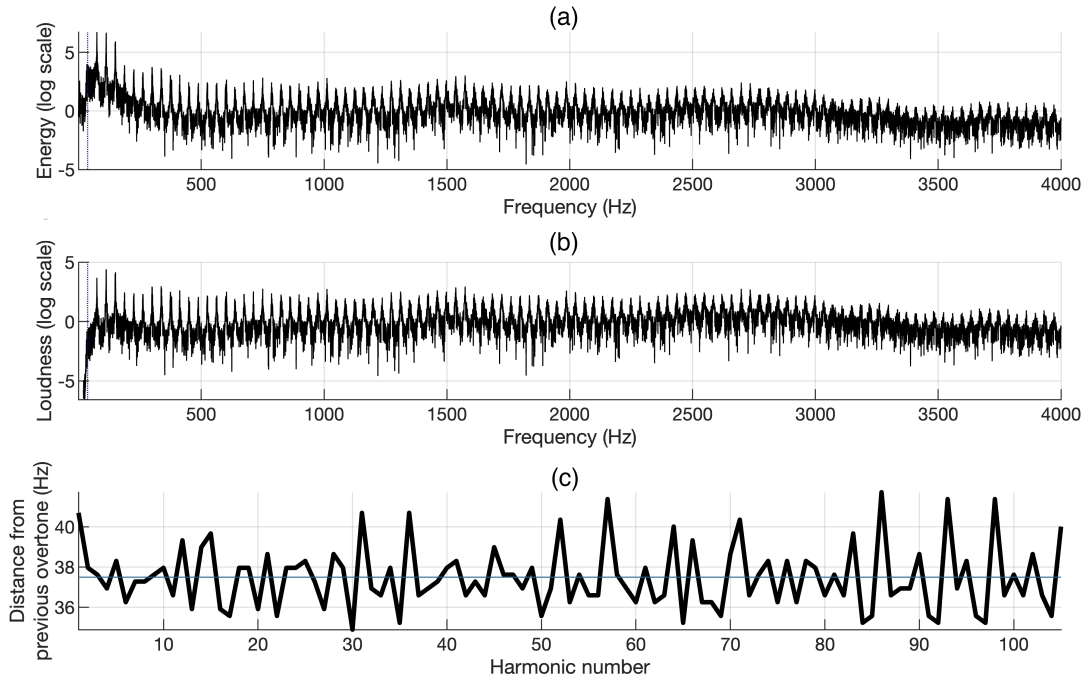 (a)
Energy (log scale)
5
0
-5
500 1000 1500 2000 2500 3000 3500 4000
Frequency (Hz)
(b)
Loudness (log scale)
5
0
-5
500 1000 1500 2000 2500 3000 3500 4000
Frequency (Hz)
(c)
Distance from
previous overtone (Hz)
40
38
36
10 20 30 40 50 60 70 80 90 100
Harmonic number